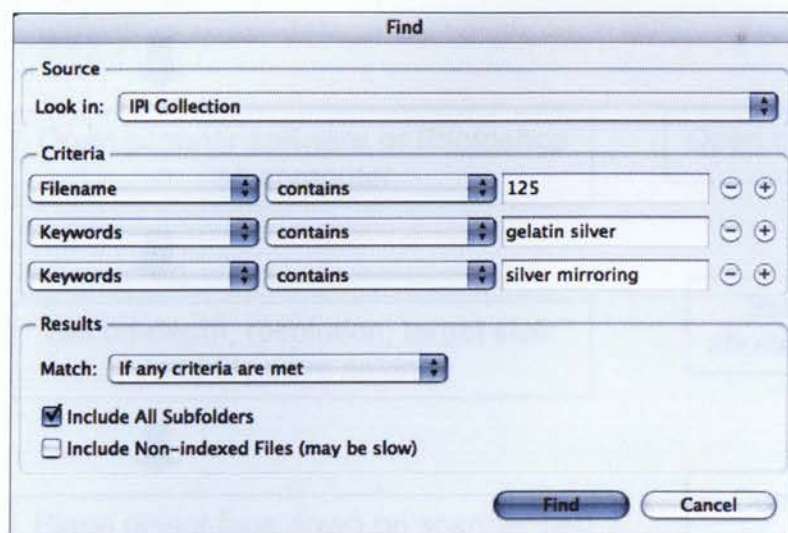 Find
Source
Look in: IPI Collection
Criteria
Filename contains 125
Keywords contains gelatin silver
Keywords contains silver mirroring
Results
Match: If any criteria are met
Include All Subfolders
Include Non-indexed Files (may be slow)
Find Cancel